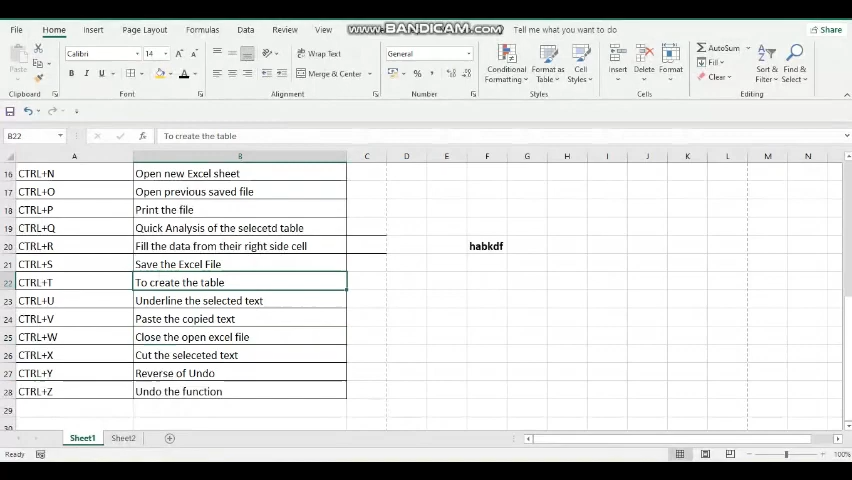 www.BANDICAM.com
File Home Insert Page Layout Formulas Data Review View Tell me what you want to do Share
Calibri 14 Wrap Text General AutoSum
Fill
Paste B I U Merge & Center Conditional Formatting Format as Table Cell Styles Insert Delete Format Clear Sort & Filter Find & Select
Clipboard Font Alignment Number Styles Cells Editing
B22 fx To create the table
A B C D E F G H I J K L M N
16 CTRL+N Open new Excel sheet
17 CTRL+O Open previous saved file
18 CTRL+P Print the file
19 CTRL+Q Quick Analysis of the selecetd table
20 CTRL+R Fill the data from their right side cell habkdf
21 CTRL+S Save the Excel File
22 CTRL+T To create the table
23 CTRL+U Underline the selected text
24 CTRL+V Paste the copied text
25 CTRL+W Close the open excel file
26 CTRL+X Cut the seleceted text
27 CTRL+Y Reverse of Undo
28 CTRL+Z Undo the function
29
30
Sheet1 Sheet2
Ready 100%